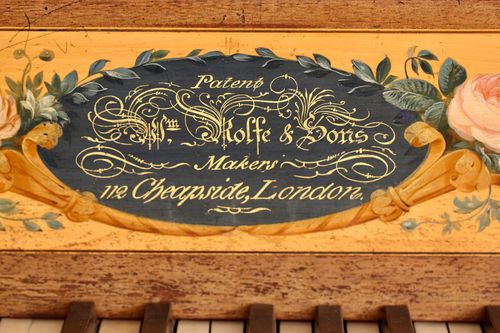 Patent
Wm Rolfe & Sons
Makers
112 Cheapside, London.